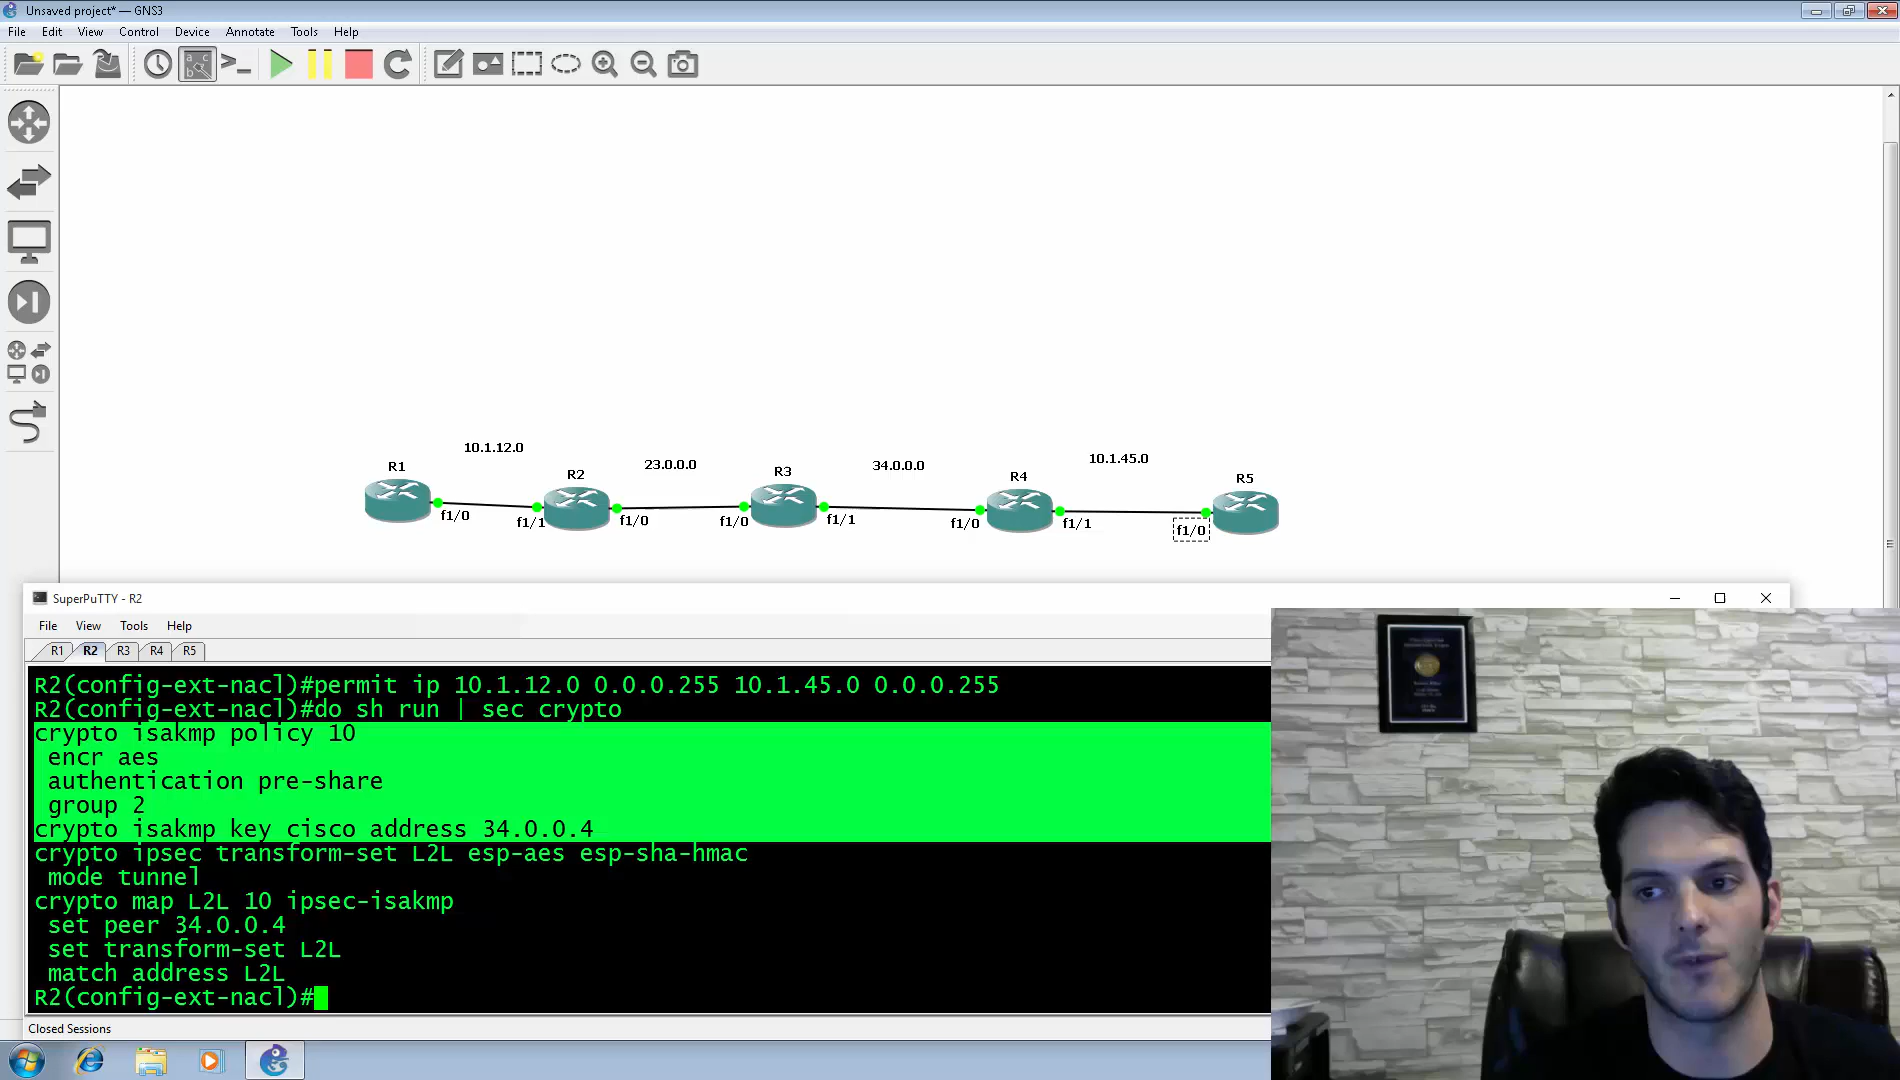 Unsaved project* — GNS3
File Edit View Control Device Annotate Tools Help
10.1.12.0
23.0.0.0
34.0.0.0
10.1.45.0
R1
R2
R3
R4
R5
f1/0
f1/1
f1/0
f1/0
f1/1
f1/0
f1/1
f1/0
SuperPuTTY - R2
File View Tools Help
R1 R2 R3 R4 R5
R2(config-ext-nacl)#permit ip 10.1.12.0 0.0.0.255 10.1.45.0 0.0.0.255
R2(config-ext-nacl)#do sh run | sec crypto
crypto isakmp policy 10
encr aes
authentication pre-share
group 2
crypto isakmp key cisco address 34.0.0.4
crypto ipsec transform-set L2L esp-aes esp-sha-hmac
mode tunnel
crypto map L2L 10 ipsec-isakmp
set peer 34.0.0.4
set transform-set L2L
match address L2L
R2(config-ext-nacl)#
Closed Sessions